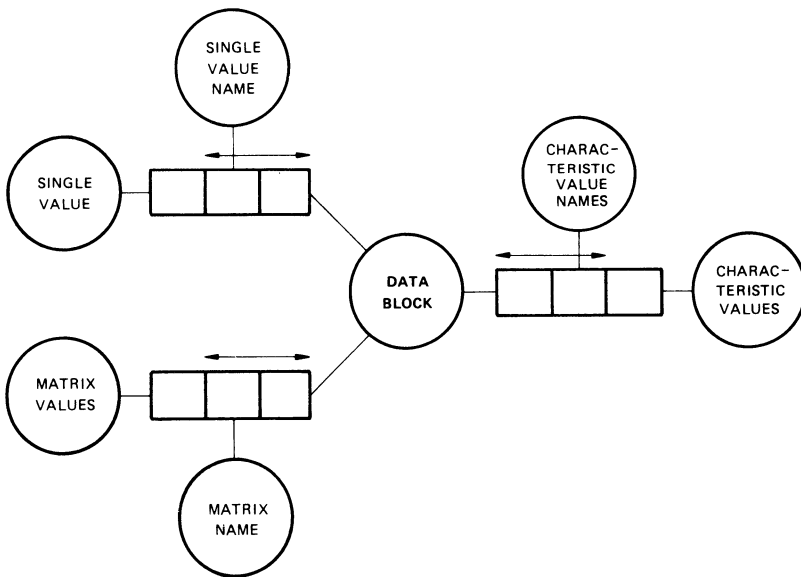 SINGLE
VALUE
NAME
SINGLE
VALUE
CHARAC-
TERISTIC
VALUE
NAMES
DATA
BLOCK
CHARAC-
TERISTIC
VALUES
MATRIX
VALUES
MATRIX
NAME